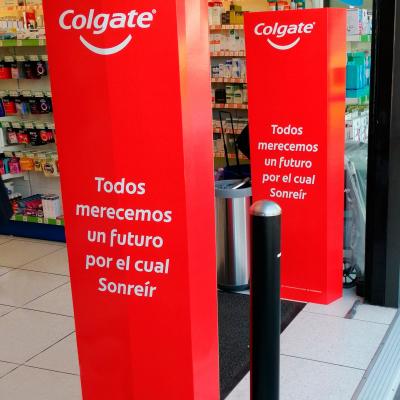 Colgate®
Todos
merecemos
un futuro
por el cual
Sonreír
Colgate®
Todos
merecemos
un futuro
por el cual
Sonreír